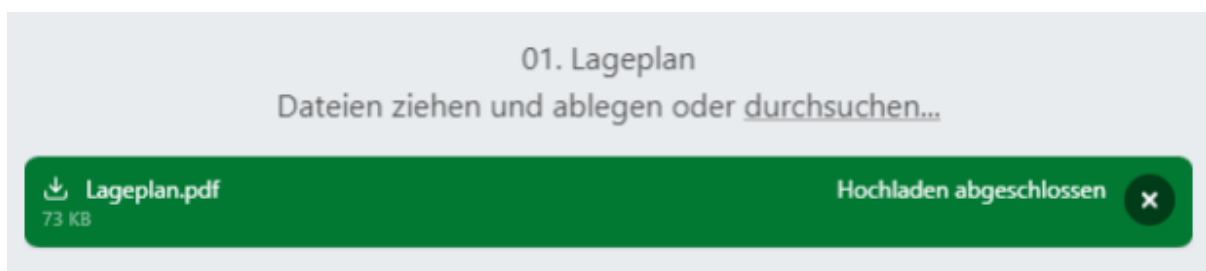 01. Lageplan
Dateien ziehen und ablegen oder durchsuchen...
Lageplan.pdf
73 KB
Hochladen abgeschlossen